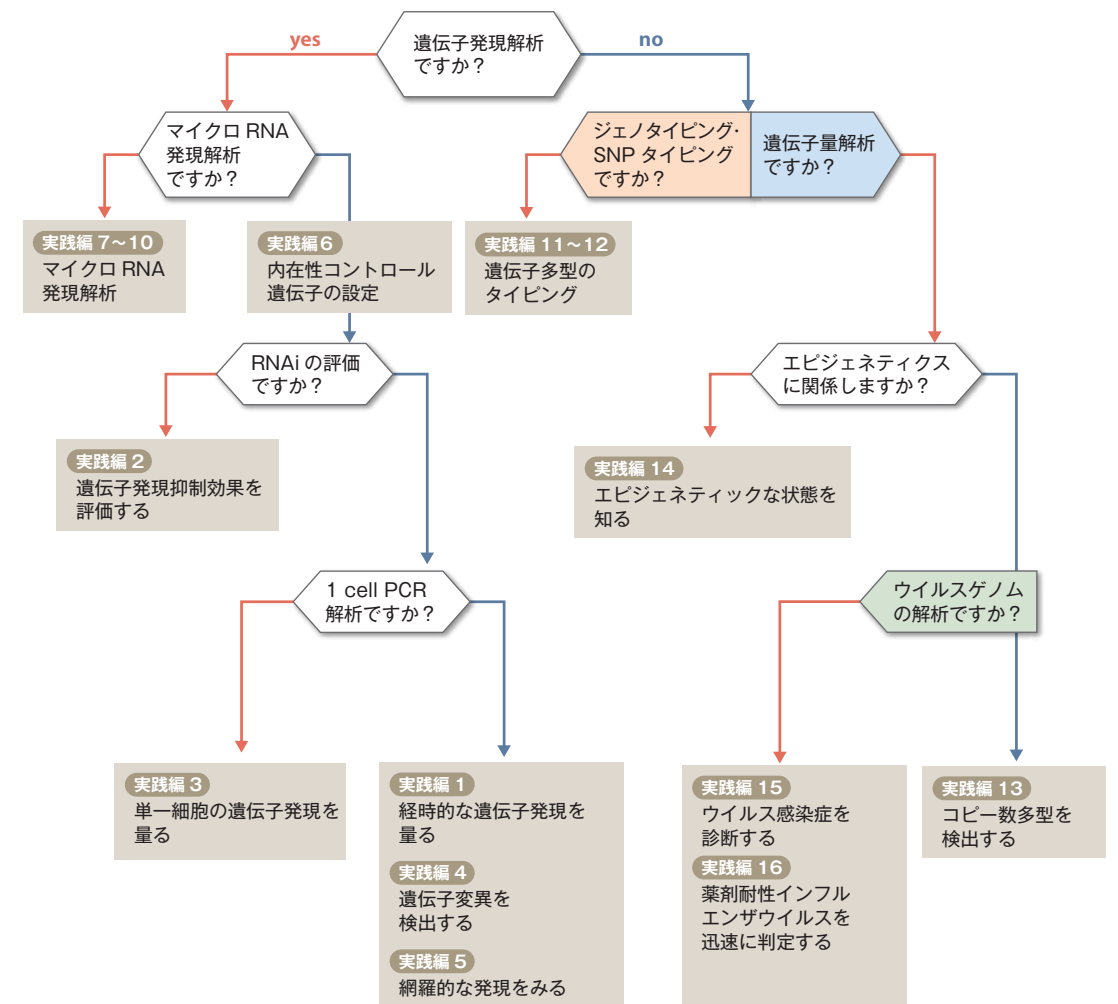 yes
遺伝子発現解析
ですか？
no
マイクロ RNA
発現解析
ですか？
ジェノタイピング・
SNP タイピング
ですか？
遺伝子量解析
ですか？
実践編 7～10
マイクロ RNA
発現解析
実践編 6
内在性コントロール
遺伝子の設定
実践編 11～12
遺伝子多型の
タイピング
RNAi の評価
ですか？
エピジェネティクス
に関係しますか？
実践編 2
遺伝子発現抑制効果を
評価する
実践編 14
エピジェネティックな状態を
知る
1 cell PCR
解析ですか？
ウイルスゲノム
の解析ですか？
実践編 3
単一細胞の遺伝子発現を
量る
実践編 1
経時的な遺伝子発現を
量る
実践編 4
遺伝子変異を
検出する
実践編 5
網羅的な発現をみる
実践編 15
ウイルス感染症を
診断する
実践編 16
薬剤耐性インフル
エンザウイルスを
迅速に判定する
実践編 13
コピー数多型を
検出する